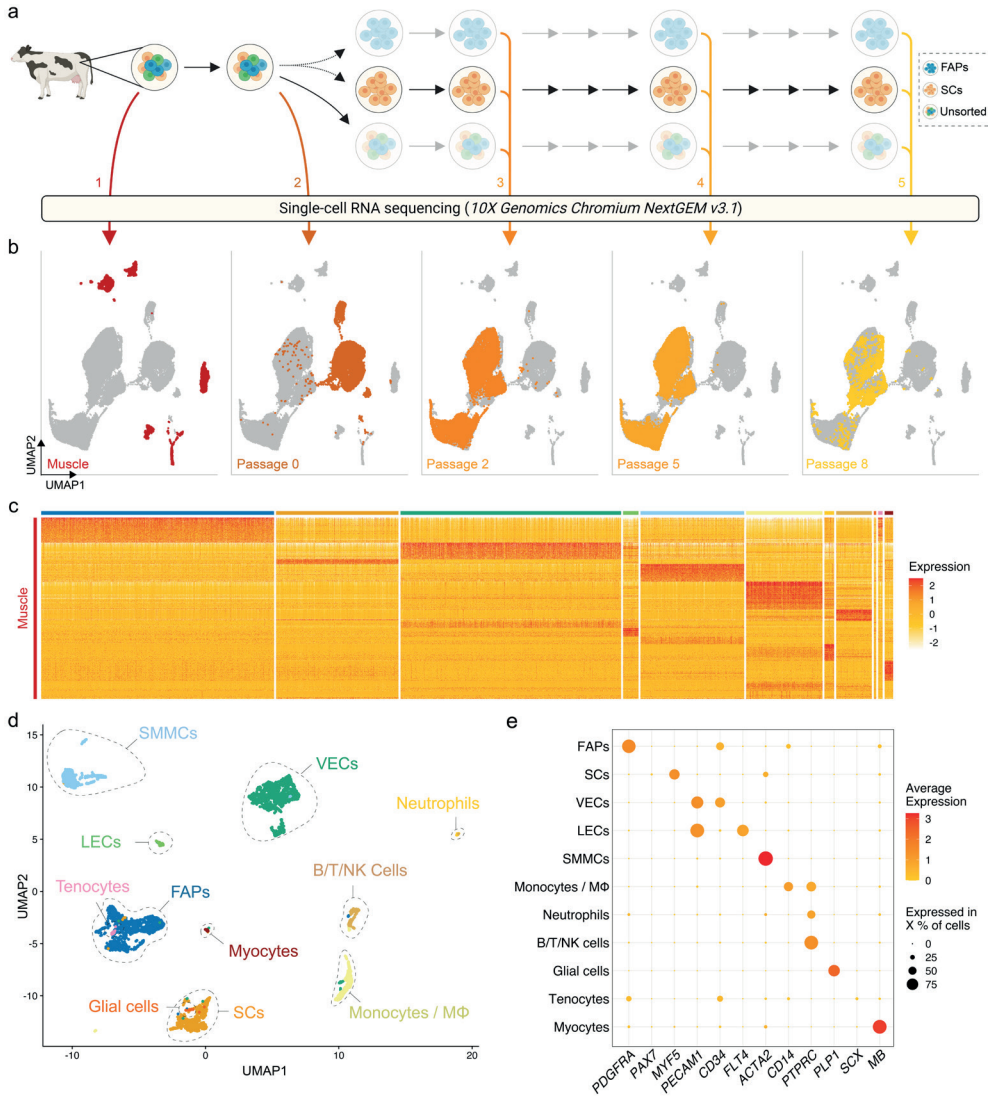 a
FAPs
SCs
Unsorted
1
2
3
4
5
Single-cell RNA sequencing (10X Genomics Chromium NextGEM v3.1)
b
UMAP2
UMAP1
Muscle
Passage 0
Passage 2
Passage 5
Passage 8
c
Muscle
Expression
2
1
0
-1
-2
d
15
10
5
0
-5
-10
UMAP2
-10
0
10
20
UMAP1
SMMCs
VECs
Neutrophils
LECs
B/T/NK Cells
Tenocytes
FAPs
Myocytes
Glial cells
SCs
Monocytes / MΦ
e
FAPs
SCs
VECs
LECs
SMMCs
Monocytes / MΦ
Neutrophils
B/T/NK cells
Glial cells
Tenocytes
Myocytes
PDGFRA
PAX7
MYF5
PECAM1
CD34
FLT4
ACTA2
CD14
PTPRC
PLP1
SCX
MB
Average
Expression
3
2
1
0
Expressed in
X % of cells
0
25
50
75